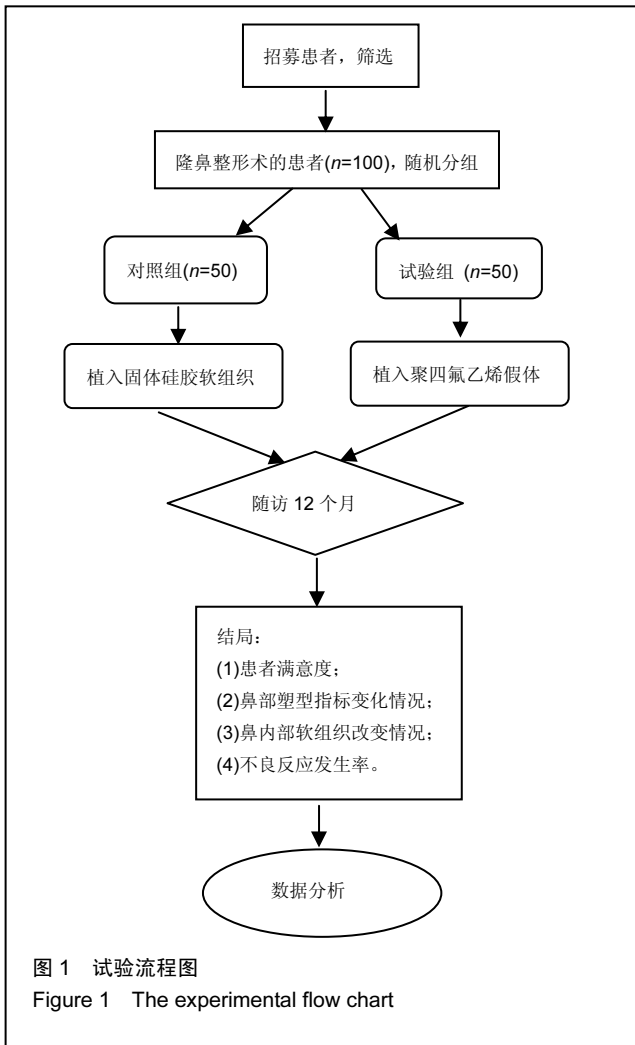 招募患者，筛选
隆鼻整形术的患者(n=100)，随机分组
对照组(n=50)
试验组 (n=50)
植入固体硅胶软组织
植入聚四氟乙烯假体
随访 12 个月
结局：
(1)患者满意度；
(2)鼻部塑型指标变化情况；
(3)鼻内部软组织改变情况；
(4)不良反应发生率。
数据分析
图 1 试验流程图
Figure 1 The experimental flow chart